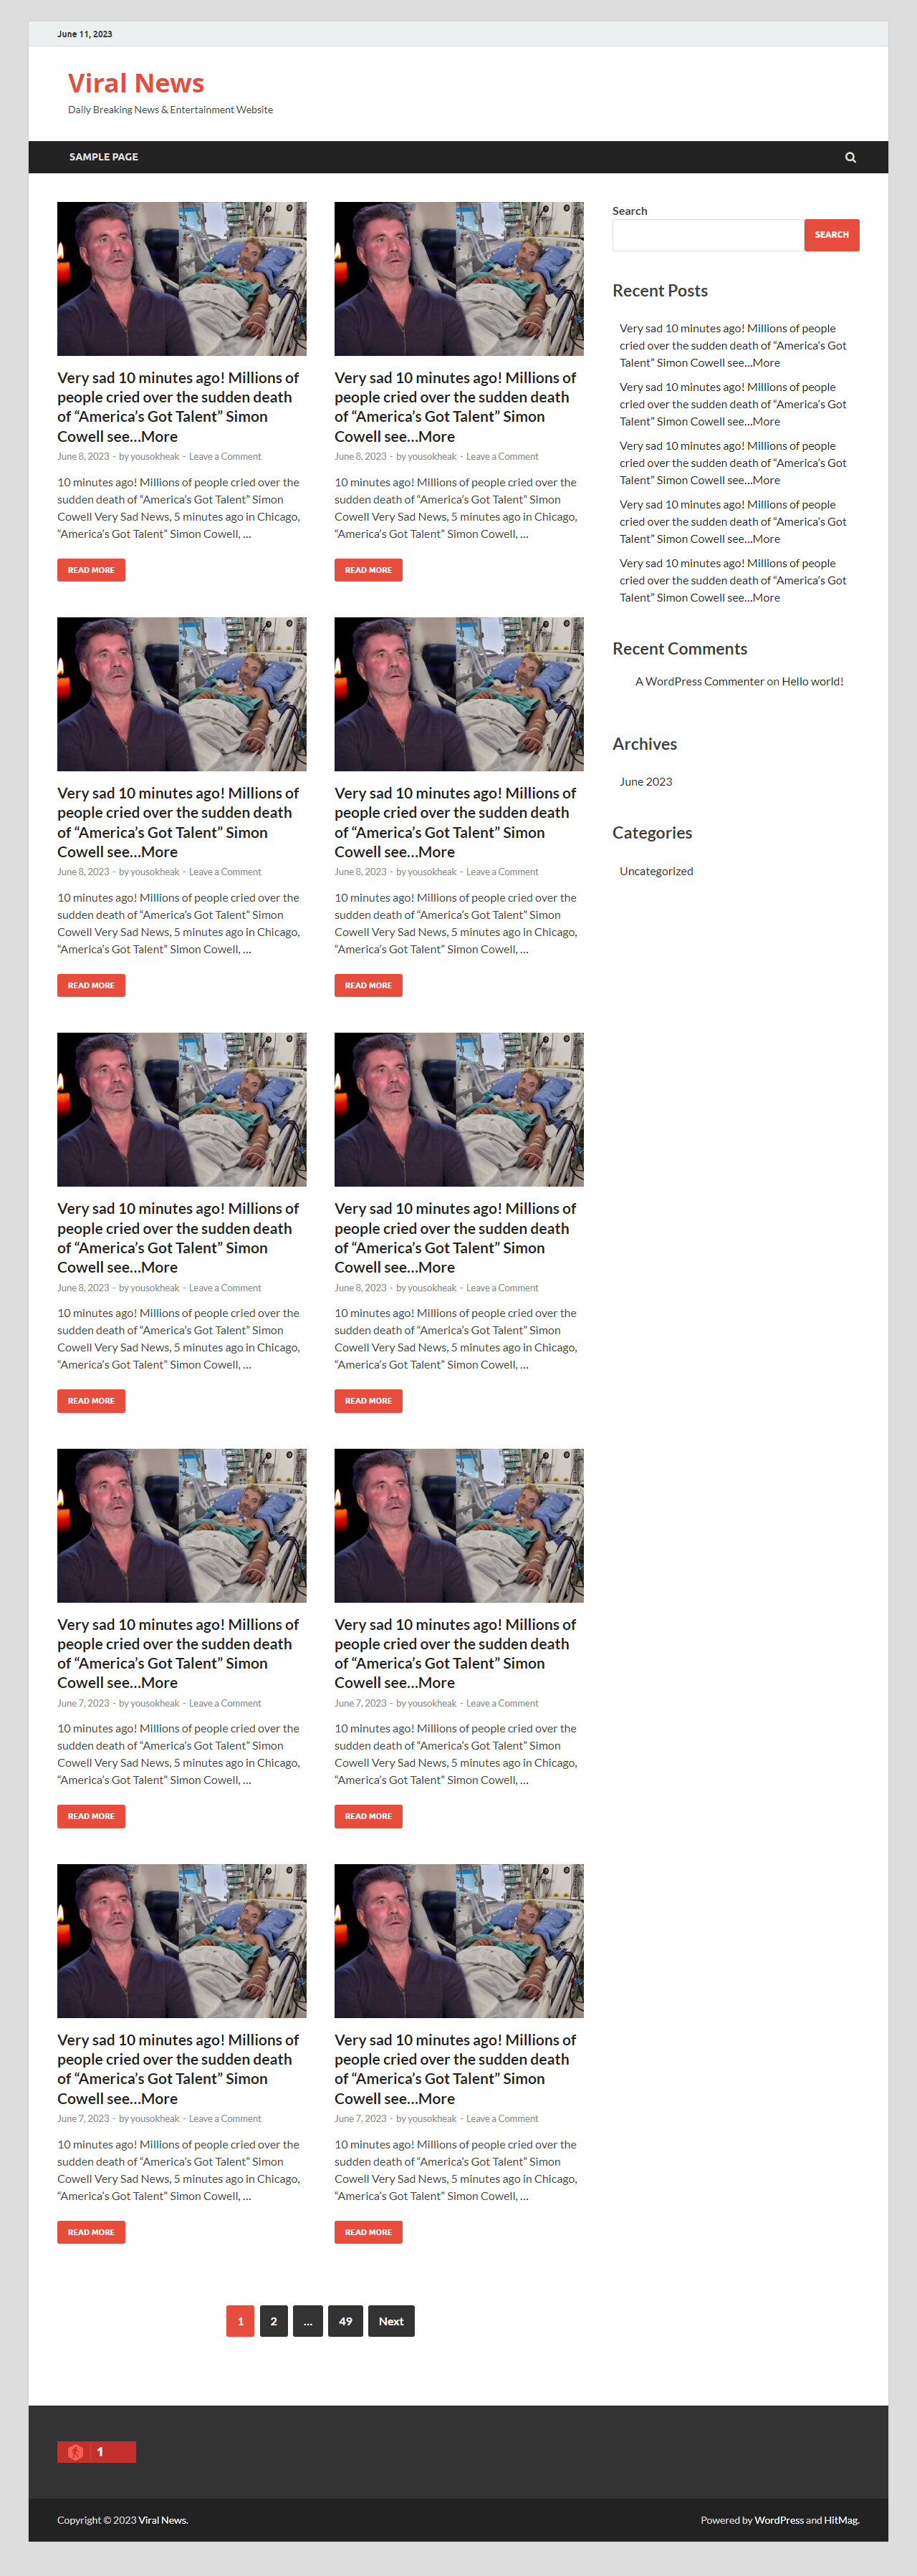 June 11, 2023
Viral News
Daily Breaking News & Entertainment Website
SAMPLE PAGE
Very sad 10 minutes ago! Millions of
people cried over the sudden death
of “America’s Got Talent” Simon
Cowell see…More
June 8, 2023 - by yousokheak - Leave a Comment
10 minutes ago! Millions of people cried over the
sudden death of “America’s Got Talent” Simon
Cowell Very Sad News, 5 minutes ago in Chicago,
“America’s Got Talent” Simon Cowell, …
READ MORE
Very sad 10 minutes ago! Millions of
people cried over the sudden death
of “America’s Got Talent” Simon
Cowell see…More
June 8, 2023 - by yousokheak - Leave a Comment
10 minutes ago! Millions of people cried over the
sudden death of “America’s Got Talent” Simon
Cowell Very Sad News, 5 minutes ago in Chicago,
“America’s Got Talent” Simon Cowell, …
READ MORE
Very sad 10 minutes ago! Millions of
people cried over the sudden death
of “America’s Got Talent” Simon
Cowell see…More
June 8, 2023 - by yousokheak - Leave a Comment
10 minutes ago! Millions of people cried over the
sudden death of “America’s Got Talent” Simon
Cowell Very Sad News, 5 minutes ago in Chicago,
“America’s Got Talent” Simon Cowell, …
READ MORE
Very sad 10 minutes ago! Millions of
people cried over the sudden death
of “America’s Got Talent” Simon
Cowell see…More
June 8, 2023 - by yousokheak - Leave a Comment
10 minutes ago! Millions of people cried over the
sudden death of “America’s Got Talent” Simon
Cowell Very Sad News, 5 minutes ago in Chicago,
“America’s Got Talent” Simon Cowell, …
READ MORE
Very sad 10 minutes ago! Millions of
people cried over the sudden death
of “America’s Got Talent” Simon
Cowell see…More
June 8, 2023 - by yousokheak - Leave a Comment
10 minutes ago! Millions of people cried over the
sudden death of “America’s Got Talent” Simon
Cowell Very Sad News, 5 minutes ago in Chicago,
“America’s Got Talent” Simon Cowell, …
READ MORE
Very sad 10 minutes ago! Millions of
people cried over the sudden death
of “America’s Got Talent” Simon
Cowell see…More
June 8, 2023 - by yousokheak - Leave a Comment
10 minutes ago! Millions of people cried over the
sudden death of “America’s Got Talent” Simon
Cowell Very Sad News, 5 minutes ago in Chicago,
“America’s Got Talent” Simon Cowell, …
READ MORE
Very sad 10 minutes ago! Millions of
people cried over the sudden death
of “America’s Got Talent” Simon
Cowell see…More
June 7, 2023 - by yousokheak - Leave a Comment
10 minutes ago! Millions of people cried over the
sudden death of “America’s Got Talent” Simon
Cowell Very Sad News, 5 minutes ago in Chicago,
“America’s Got Talent” Simon Cowell, …
READ MORE
Very sad 10 minutes ago! Millions of
people cried over the sudden death
of “America’s Got Talent” Simon
Cowell see…More
June 7, 2023 - by yousokheak - Leave a Comment
10 minutes ago! Millions of people cried over the
sudden death of “America’s Got Talent” Simon
Cowell Very Sad News, 5 minutes ago in Chicago,
“America’s Got Talent” Simon Cowell, …
READ MORE
Very sad 10 minutes ago! Millions of
people cried over the sudden death
of “America’s Got Talent” Simon
Cowell see…More
June 7, 2023 - by yousokheak - Leave a Comment
10 minutes ago! Millions of people cried over the
sudden death of “America’s Got Talent” Simon
Cowell Very Sad News, 5 minutes ago in Chicago,
“America’s Got Talent” Simon Cowell, …
READ MORE
Very sad 10 minutes ago! Millions of
people cried over the sudden death
of “America’s Got Talent” Simon
Cowell see…More
June 7, 2023 - by yousokheak - Leave a Comment
10 minutes ago! Millions of people cried over the
sudden death of “America’s Got Talent” Simon
Cowell Very Sad News, 5 minutes ago in Chicago,
“America’s Got Talent” Simon Cowell, …
READ MORE
1 2 … 49 Next
Search
SEARCH
Recent Posts
Very sad 10 minutes ago! Millions of people
cried over the sudden death of “America’s Got
Talent” Simon Cowell see…More
Very sad 10 minutes ago! Millions of people
cried over the sudden death of “America’s Got
Talent” Simon Cowell see…More
Very sad 10 minutes ago! Millions of people
cried over the sudden death of “America’s Got
Talent” Simon Cowell see…More
Very sad 10 minutes ago! Millions of people
cried over the sudden death of “America’s Got
Talent” Simon Cowell see…More
Very sad 10 minutes ago! Millions of people
cried over the sudden death of “America’s Got
Talent” Simon Cowell see…More
Recent Comments
A WordPress Commenter on Hello world!
Archives
June 2023
Categories
Uncategorized
1
Copyright © 2023 Viral News.
Powered by WordPress and HitMag.